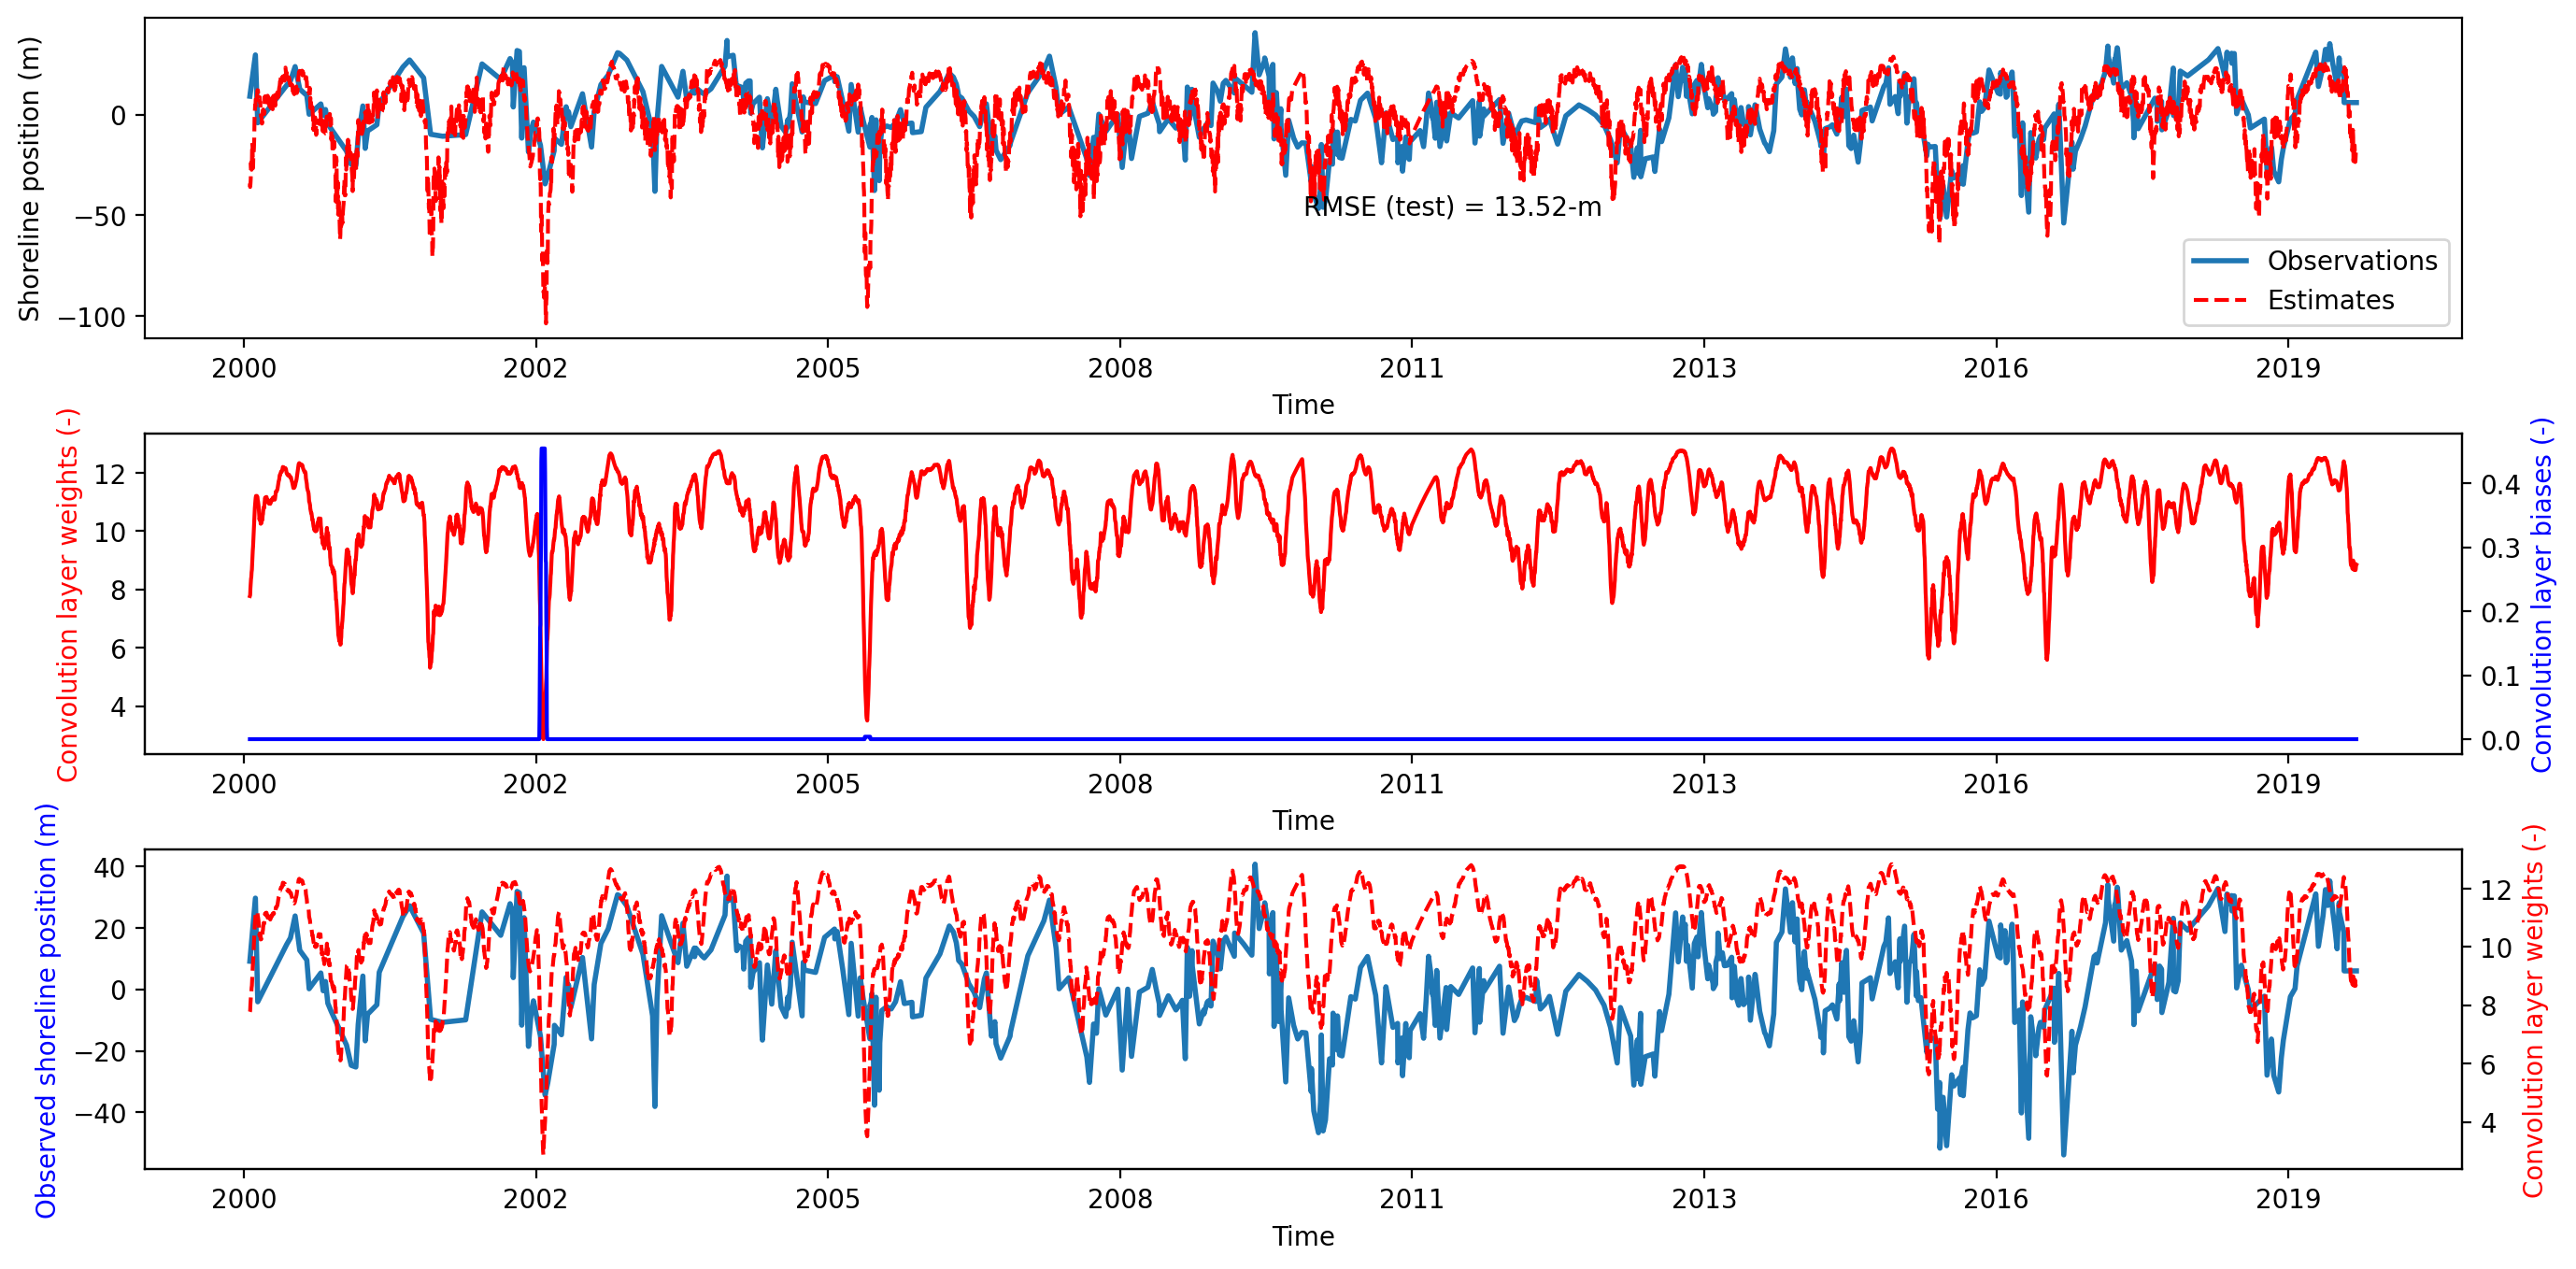 Shoreline position (m)
0
−50
−100
RMSE (test) = 13.52-m
Observations
Estimates
2000 2002 2005 2008 2011 2013 2016 2019
Time
Convolution layer weights (-)
12
10
8
6
4
0.4
0.3
0.2
0.1
0.0
Convolution layer biases (-)
2000 2002 2005 2008 2011 2013 2016 2019
Time
Observed shoreline position (m)
40
20
0
−20
−40
12
10
8
6
4
Convolution layer weights (-)
2000 2002 2005 2008 2011 2013 2016 2019
Time